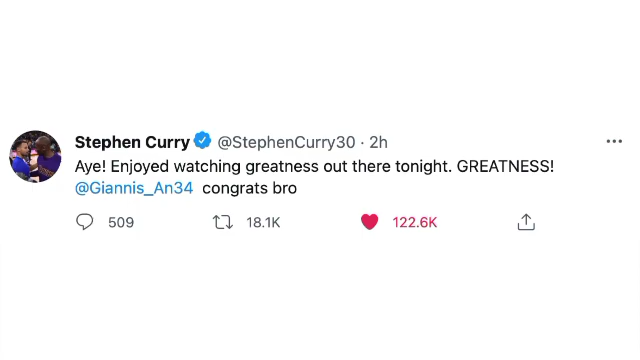 Stephen Curry @StephenCurry30 · 2h
Aye! Enjoyed watching greatness out there tonight. GREATNESS!
@Giannis_An34 congrats bro
509 18.1K 122.6K